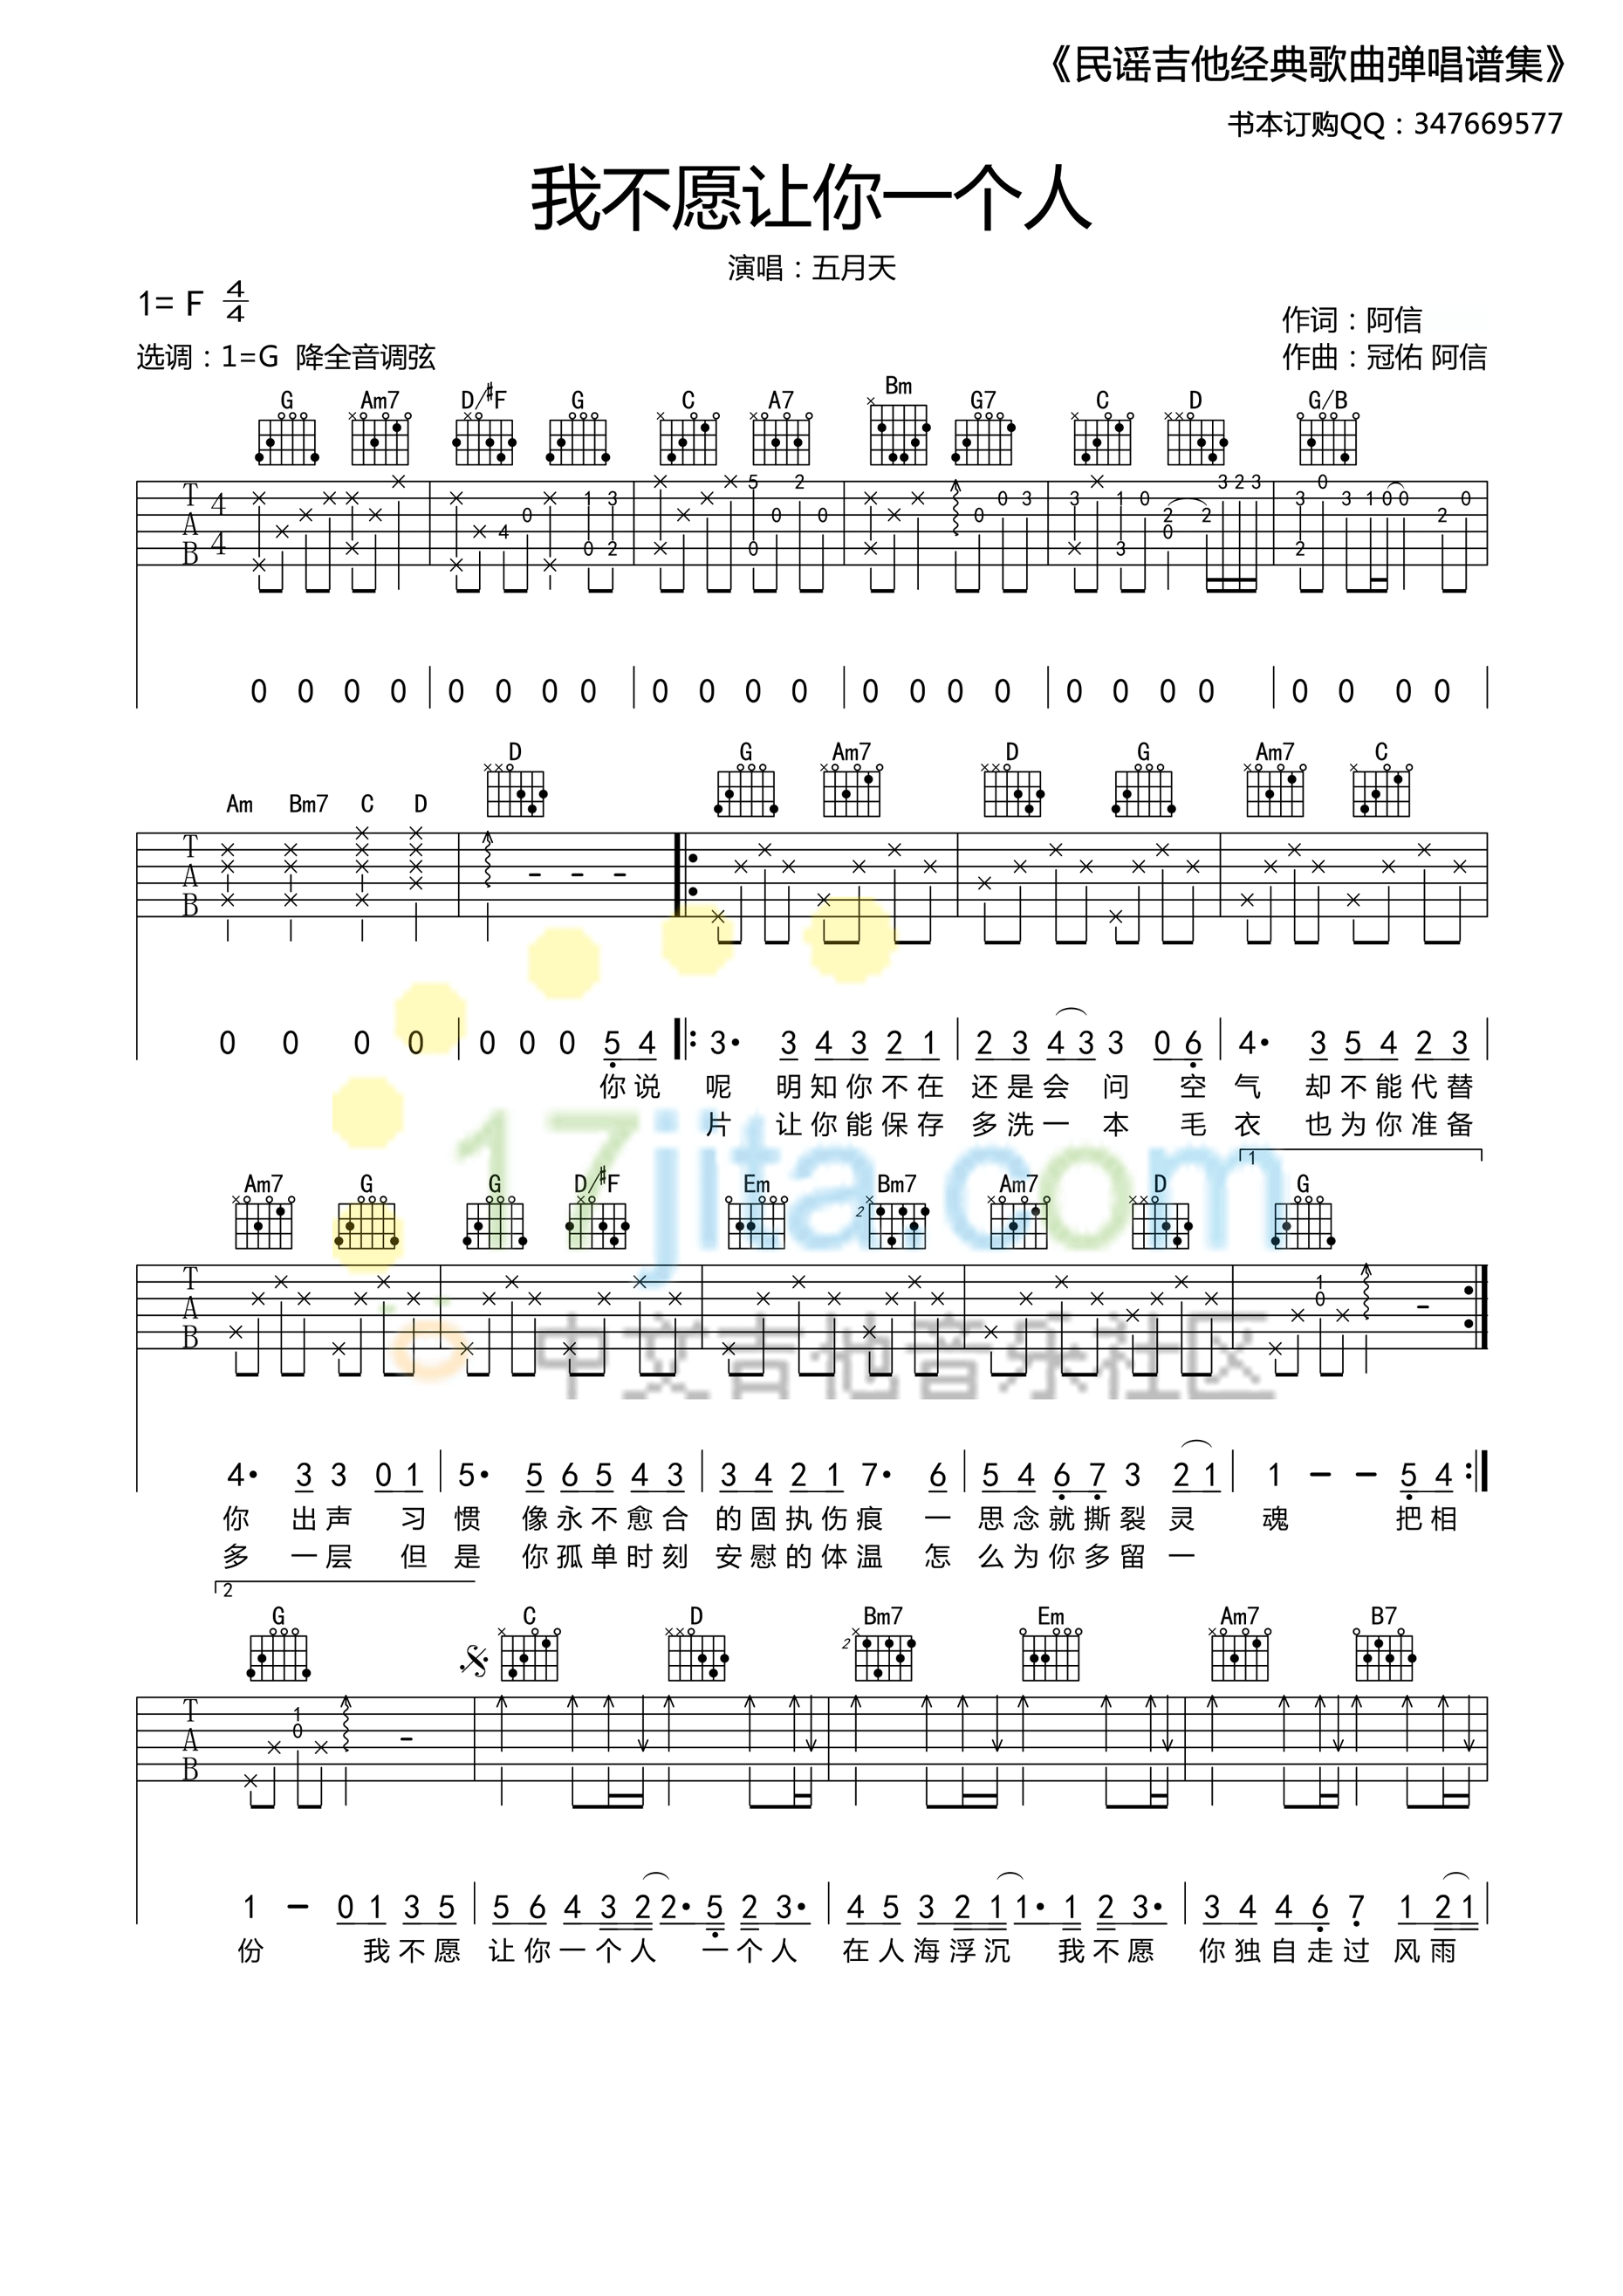 《民谣吉他经典歌曲弹唱谱集》
书本订购QQ：347669577
我不愿让你一个人
演唱：五月天
1= F 4/4
作词：阿信
选调：1=G 降全音调弦
作曲：冠佑 阿信
G Am7 D/#F G C A7 Bm G7 C D G/B
T A B 4 4
0 0 0 0 0 0 0 0 0 0 0 0 0 0 0 0 0 0 0 0 0 0 0 0
Am Bm7 C D D G Am7 D G Am7 C
T A B
0 0 0 0 0 0 0 5 4 3· 3 4 3 2 1 2 3 4 3 3 0 6 4· 3 5 4 2 3
你说 呢 明知你不在 还是会 问 空 气 却不能代替
片 让你能保存 多洗一 本 毛 衣 也为你准备
17jita.com
1
Am7 G G D/#F Em Bm7 Am7 D G
T A B
中文吉他音乐社区
4· 3 3 0 1 5· 5 6 5 4 3 3 4 2 1 7· 6 5 4 6 7 3 2 1 1 - - 5 4
你 出声 习 惯 像永不愈合 的固执伤痕 一 思念就撕裂灵 魂 把相
多 一层 但 是 你孤单时刻 安慰的体温 怎 么为你多留一
2
G C D Bm7 Em Am7 B7
T A B
1 - 0 1 3 5 5 6 4 3 2 2· 5 2 3· 4 5 3 2 1 1· 1 2 3· 3 4 4 6 7 1 2 1
份 我不愿 让你一个人 一个人 在人海浮沉 我不愿 你独自走过 风雨